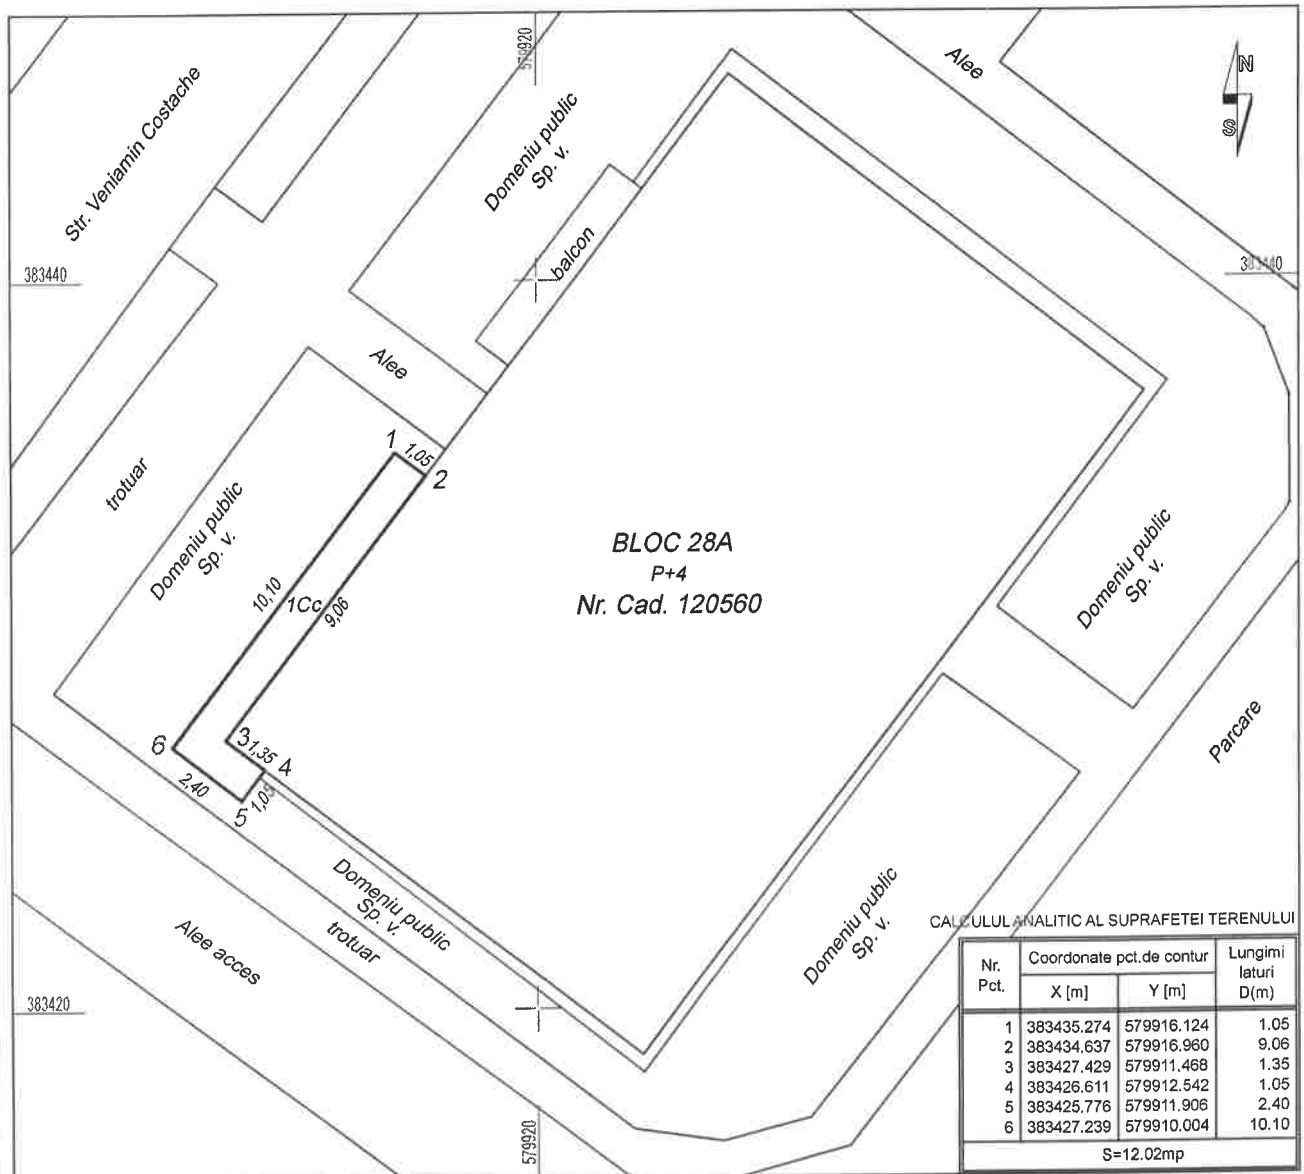 579920
Alee
N
S
Str. Veniamin Costache
Domeniu public
Sp. v.
balcon
383440
383440
Alee
1
1,05
2
trotuar
Domeniu public
Sp. v.
BLOC 28A
P+4
Nr. Cad. 120560
10,10
1Cc
9,06
Domeniu public
Sp. v.
Parcare
6
3
1,35
4
2,40
5
1,05
Domeniu public
Sp. v.
trotuar
Alee acces
Domeniu public
Sp. v.
383420
579920
CALCULUL ANALITIC AL SUPRAFETEI TERENULUI
Nr. Pct. Coordonate pct.de contur Lungimi laturi D(m)
X [m] Y [m]
1 383435.274 579916.124 1.05
2 383434.637 579916.960 9.06
3 383427.429 579911.468 1.35
4 383426.611 579912.542 1.05
5 383425.776 579911.906 2.40
6 383427.239 579910.004 10.10
S=12.02mp